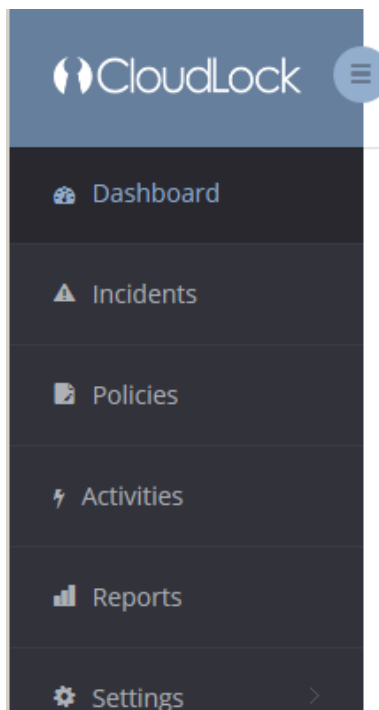 CloudLock
Dashboard
Incidents
Policies
Activities
Reports
Settings